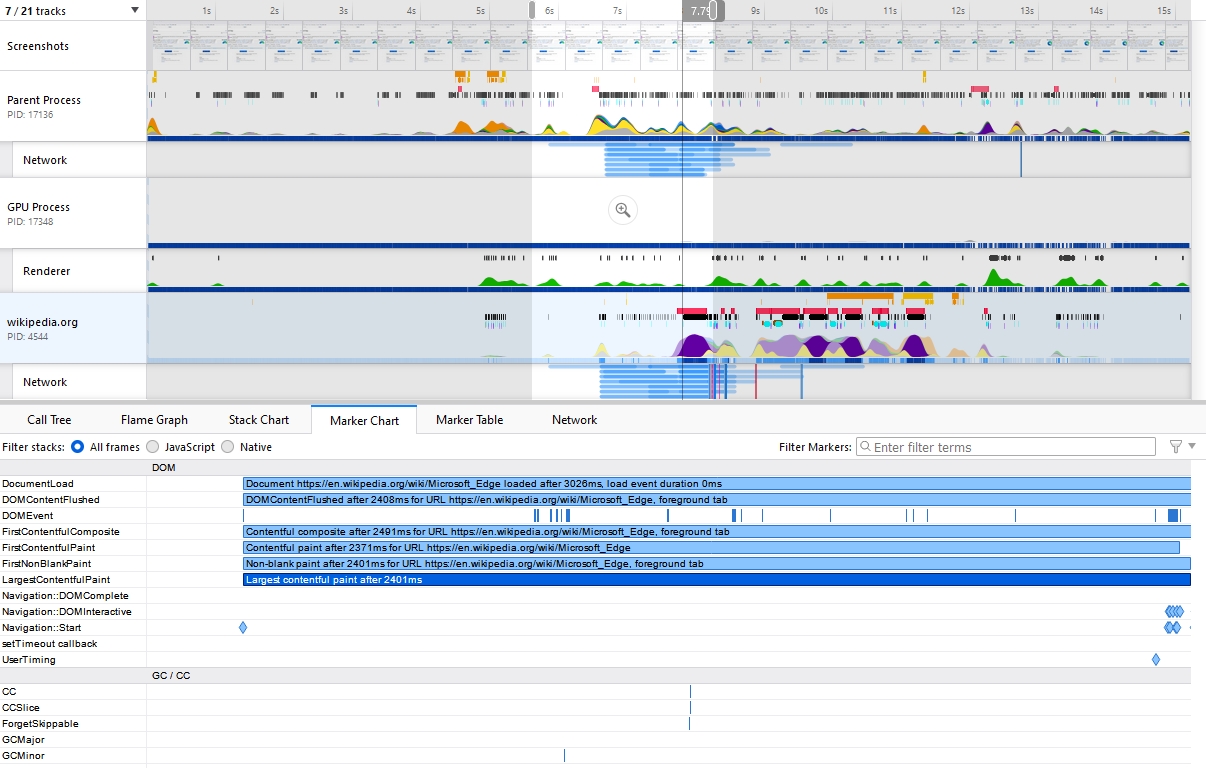 7 / 21 tracks
1s 2s 3s 4s 5s 6s 7s 7.79 9s 10s 11s 12s 13s 14s 15s
Screenshots
Parent Process
PID: 17136
Network
GPU Process
PID: 17348
Renderer
wikipedia.org
PID: 4544
Network
Call Tree Flame Graph Stack Chart Marker Chart Marker Table Network
Filter stacks: All frames JavaScript Native Filter Markers: Enter filter terms
DOM
DocumentLoad Document https://en.wikipedia.org/wiki/Microsoft_Edge loaded after 3026ms, load event duration 0ms
DOMContentFlushed DOMContentFlushed after 2408ms for URL https://en.wikipedia.org/wiki/Microsoft_Edge, foreground tab
DOMEvent
FirstContentfulComposite Contentful composite after 2491ms for URL https://en.wikipedia.org/wiki/Microsoft_Edge, foreground tab
FirstContentfulPaint Contentful paint after 2371ms for URL https://en.wikipedia.org/wiki/Microsoft_Edge
FirstNonBlankPaint Non-blank paint after 2401ms for URL https://en.wikipedia.org/wiki/Microsoft_Edge, foreground tab
LargestContentfulPaint Largest contentful paint after 2401ms
Navigation::DOMComplete
Navigation::DOMInteractive
Navigation::Start
setTimeout callback
UserTiming
GC / CC
CC
CCSlice
ForgetSkippable
GCMajor
GCMinor